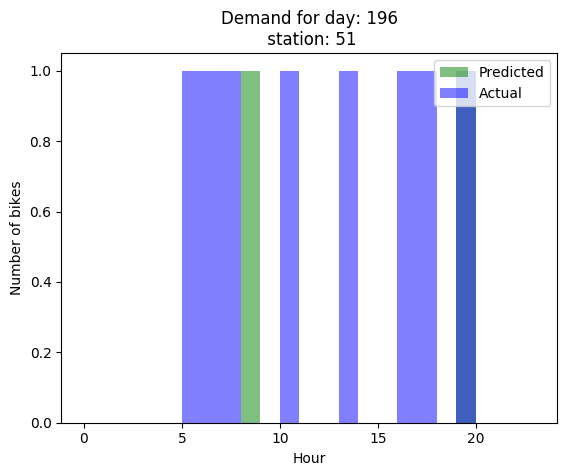 Demand for day: 196
station: 51
Predicted
Actual
Number of bikes
1.0
0.8
0.6
0.4
0.2
0.0
0
5
10
15
20
Hour